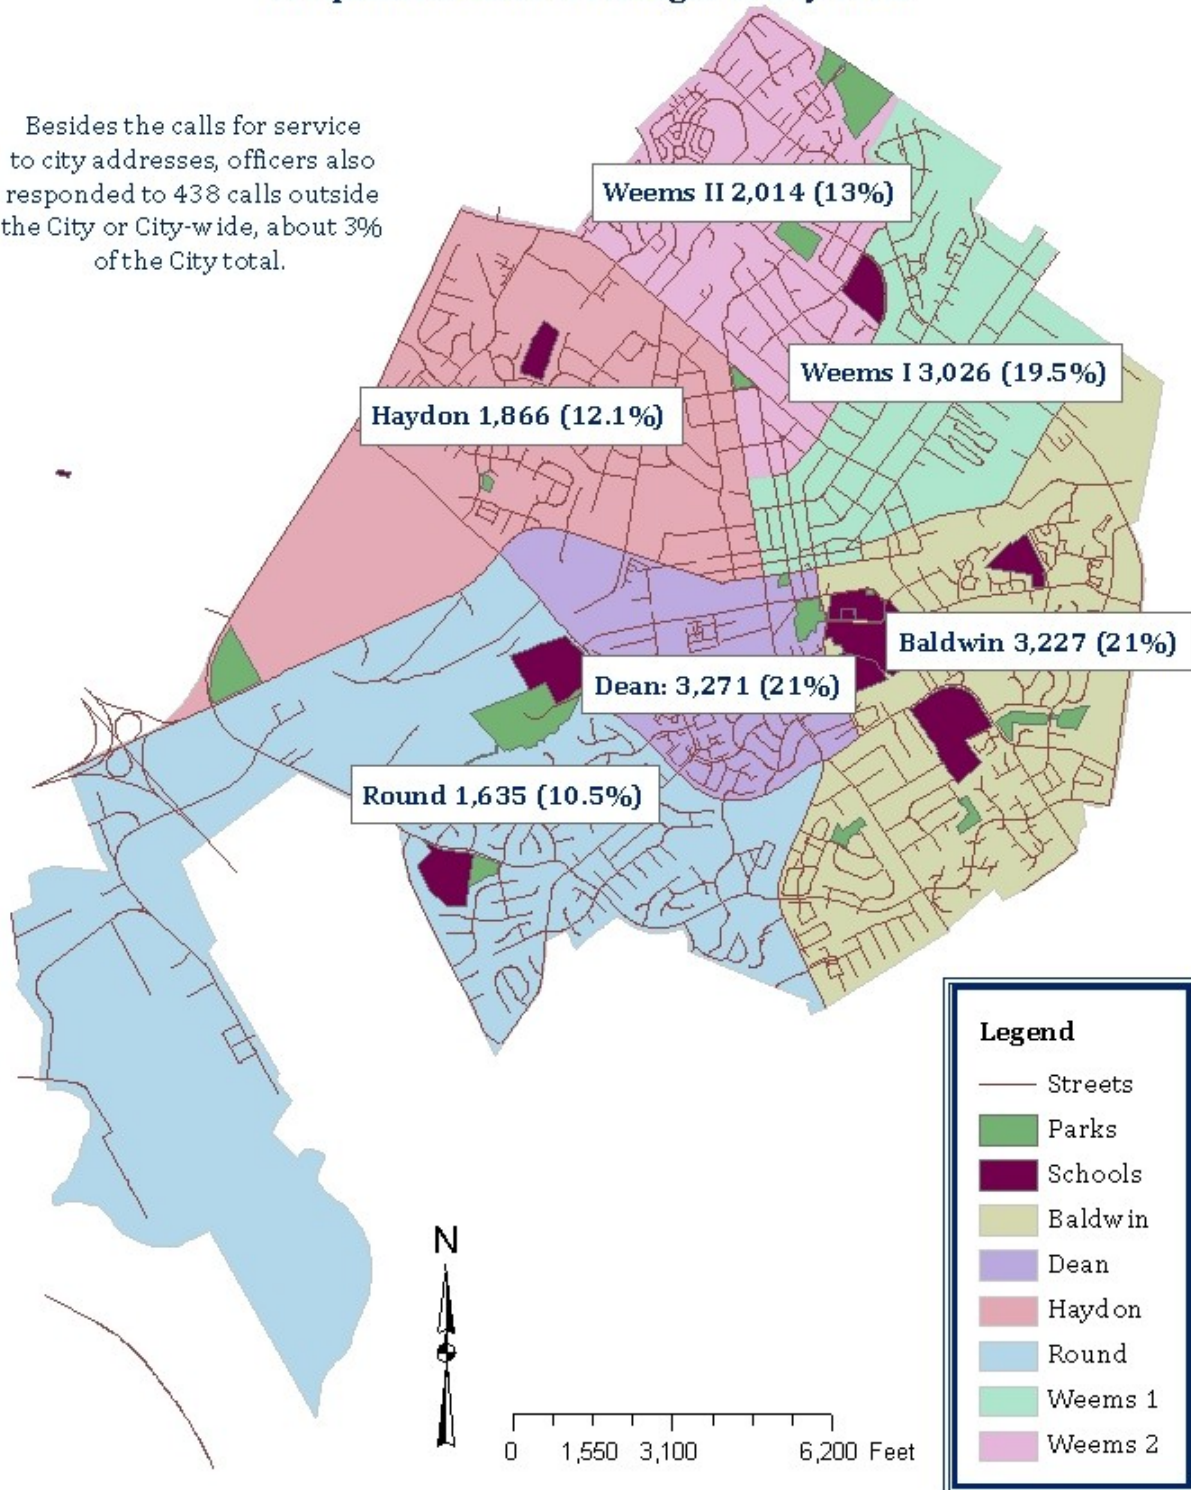 Besides the calls for service
to city addresses, officers also
responded to 438 calls outside
the City or City-wide, about 3%
of the City total.
Weems II 2,014 (13%)
Weems I 3,026 (19.5%)
Haydon 1,866 (12.1%)
Baldwin 3,227 (21%)
Dean: 3,271 (21%)
Round 1,635 (10.5%)
Legend
Streets
Parks
Schools
Baldwin
Dean
Haydon
Round
Weems 1
Weems 2
N
0 1,550 3,100 6,200 Feet